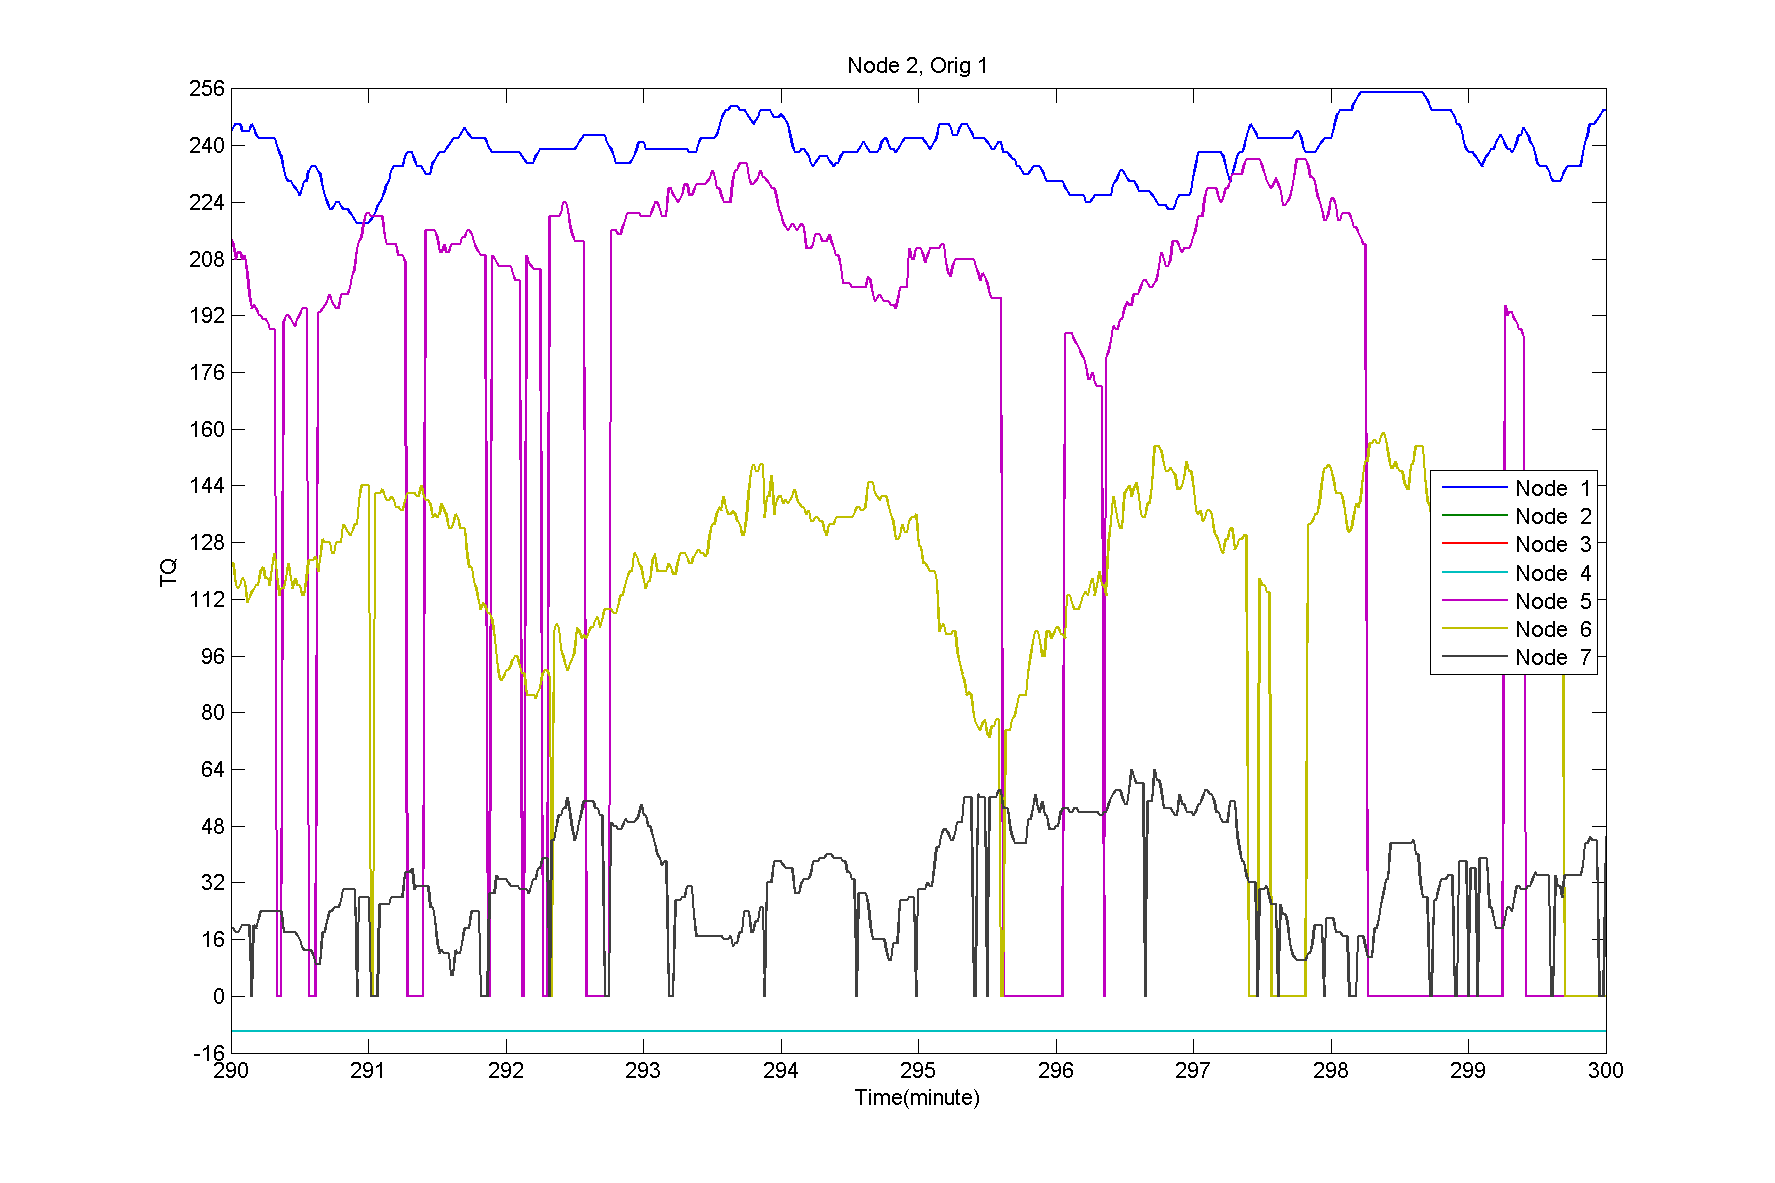 Node 2, Orig 1
256
240
224
208
192
176
160
144
128
112
96
80
64
48
32
16
0
-16
TQ
Node 1
Node 2
Node 3
Node 4
Node 5
Node 6
Node 7
290 291 292 293 294 295 296 297 298 299 300
Time(minute)